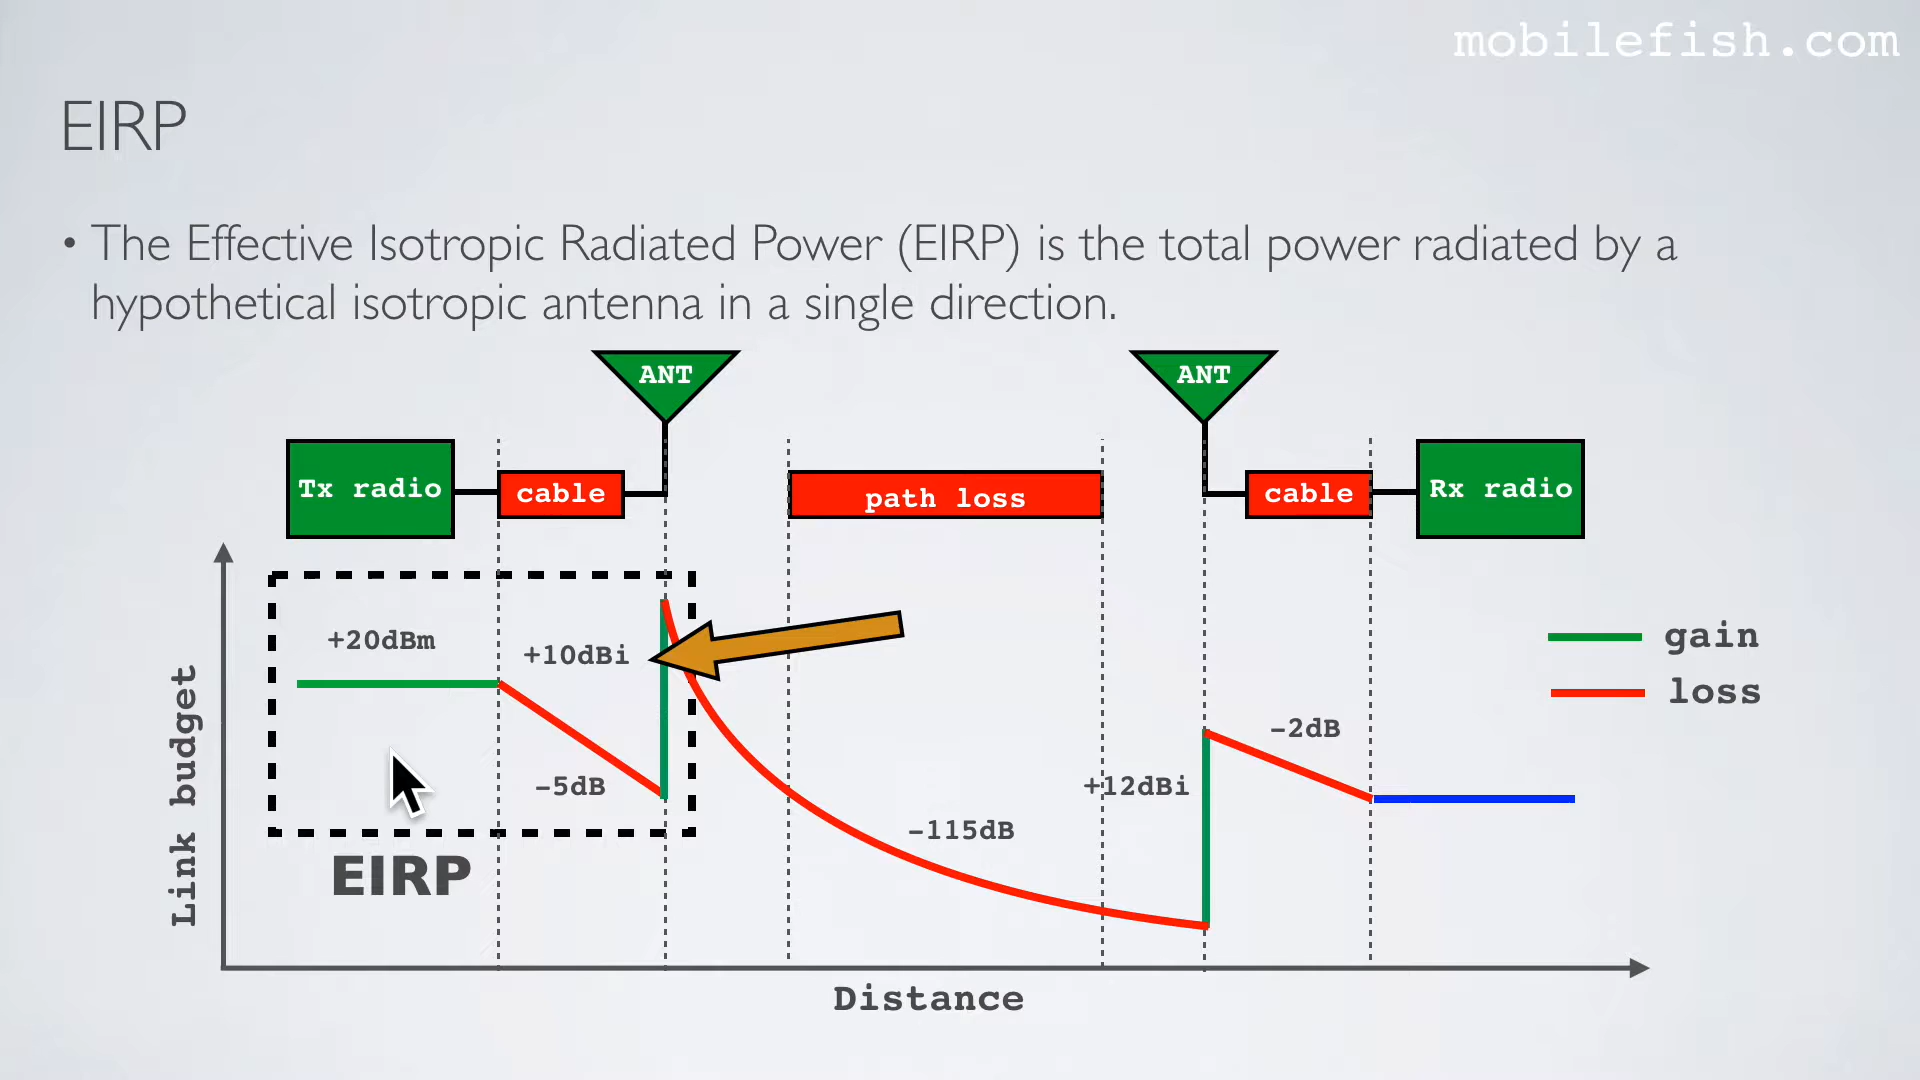 mobilefish.com
EIRP
• The Effective Isotropic Radiated Power (EIRP) is the total power radiated by a
hypothetical isotropic antenna in a single direction.
ANT
ANT
Tx radio
cable
path loss
cable
Rx radio
+20dBm
+10dBi
-5dB
EIRP
-115dB
+12dBi
-2dB
gain
loss
Link budget
Distance